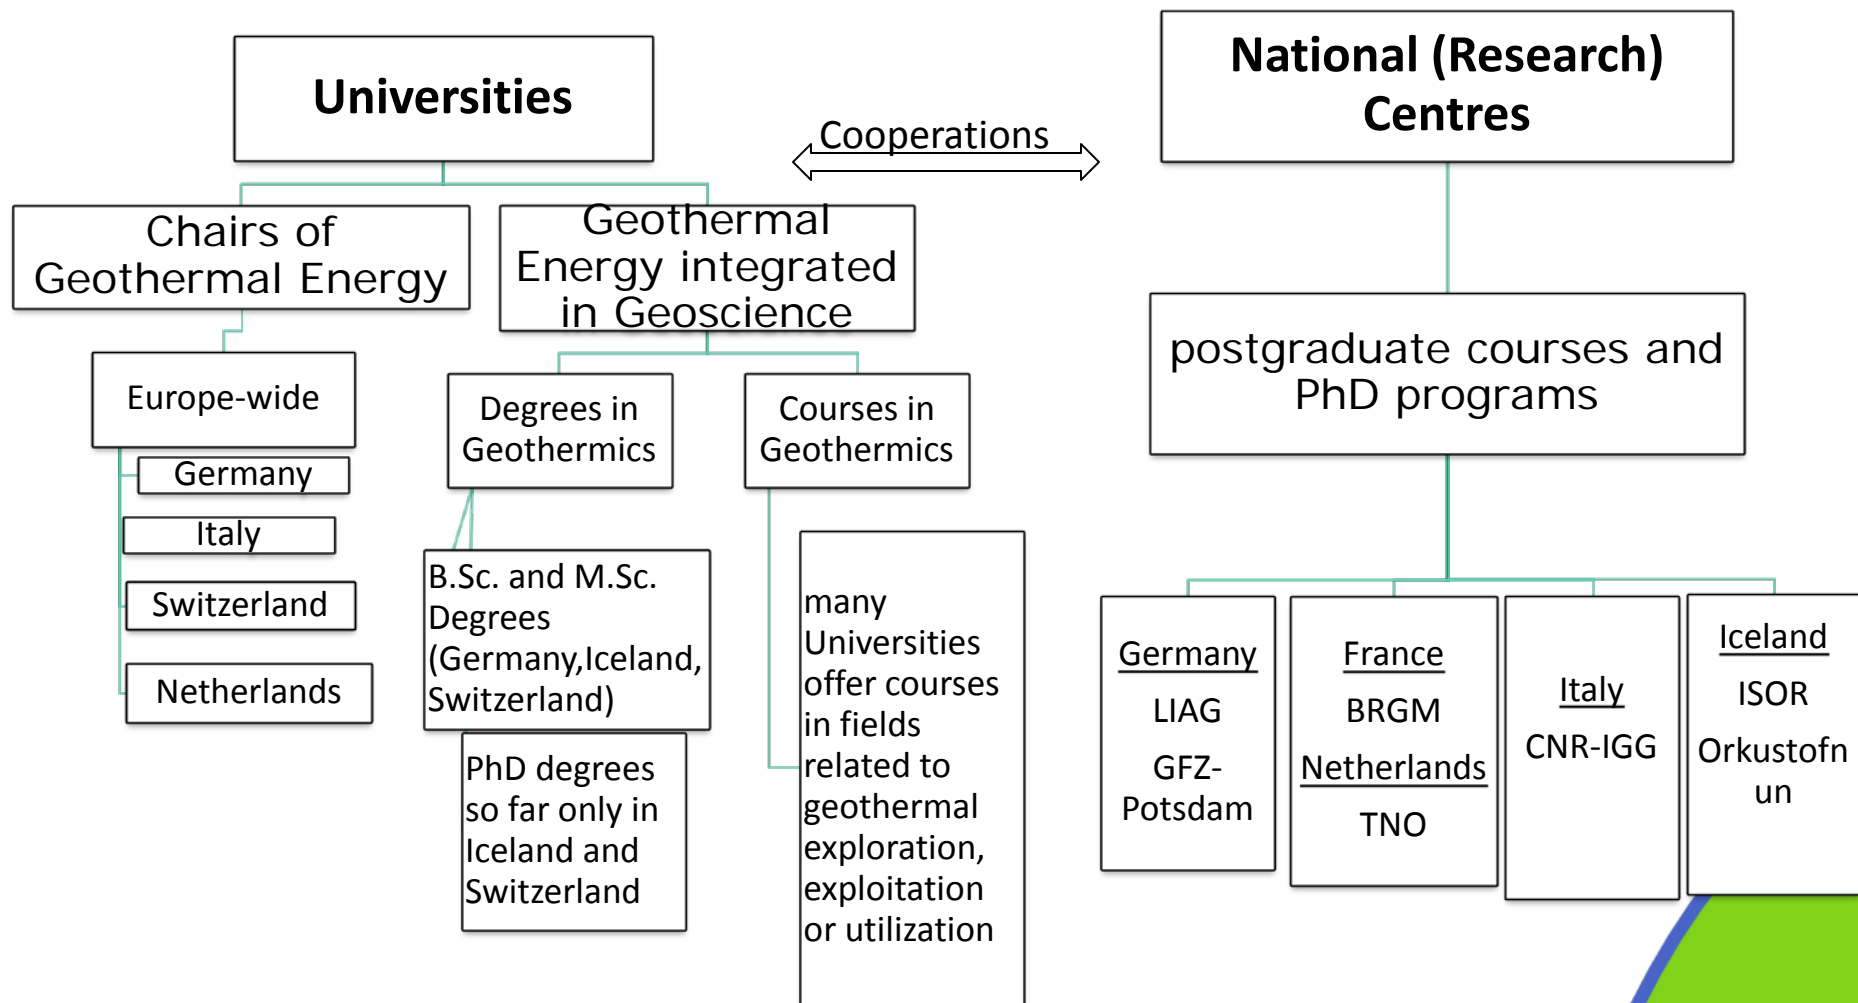 Universities
Chairs of
Geothermal Energy
Europe-wide
Germany
Italy
Switzerland
Netherlands
Geothermal
Energy integrated
in Geoscience
Degrees in
Geothermics
B.Sc. and M.Sc.
Degrees
(Germany,Iceland,
Switzerland)
PhD degrees
so far only in
Iceland and
Switzerland
Courses in
Geothermics
many
Universities
offer courses
in fields
related to
geothermal
exploration,
exploitation
or utilization
Cooperations
National (Research)
Centres
postgraduate courses and
PhD programs
Germany
LIAG
GFZ-
Potsdam
France
BRGM
Netherlands
TNO
Italy
CNR-IGG
Iceland
ISOR
Orkustofn
un